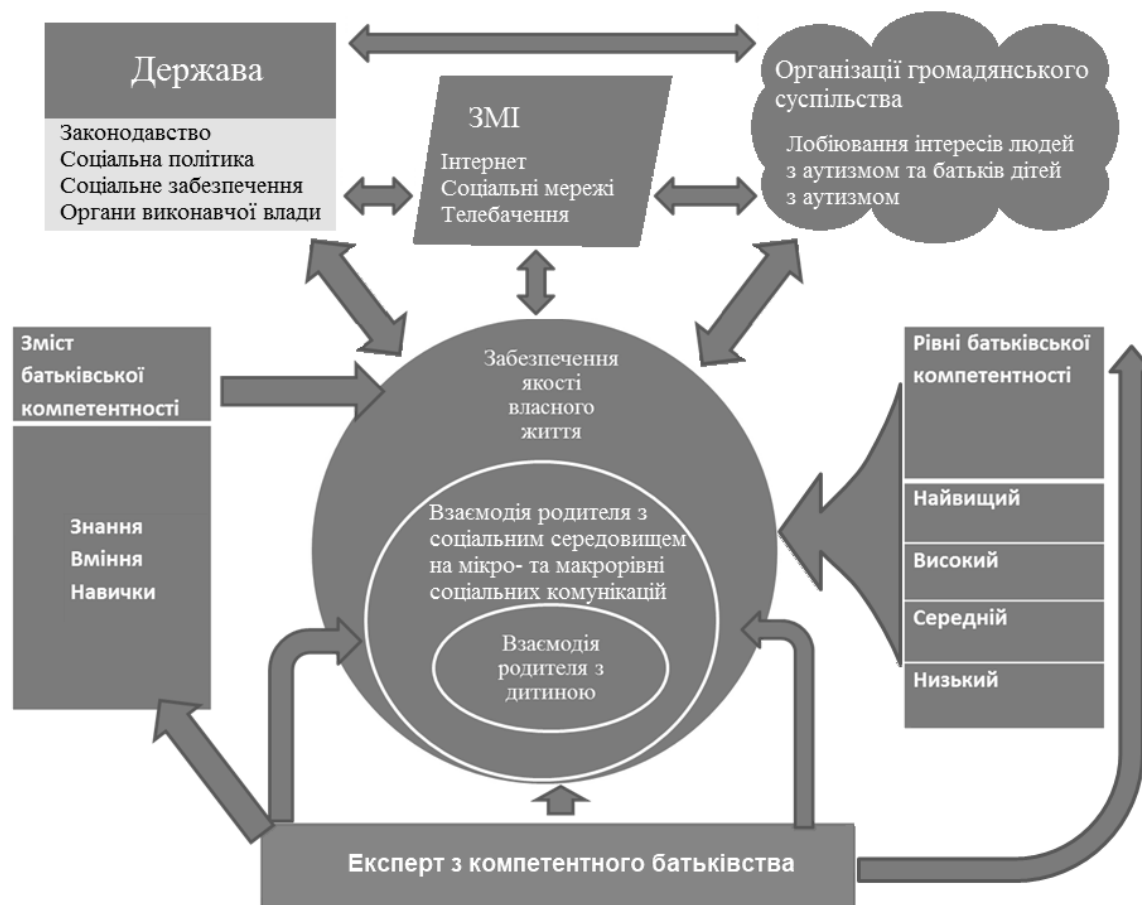 Держава
Законодавство
Соціальна політика
Соціальне забезпечення
Органи виконавчої влади
ЗМІ
Інтернет
Соціальні мережі
Телебачення
Організації громадянського
суспільства
Лобіювання інтересів людей
з аутизмом та батьків дітей
з аутизмом
Зміст
батьківської
компетентності
Знання
Вміння
Навички
Забезпечення
якості
власного
життя
Взаємодія родителя з
соціальним середовищем
на мікро- та макрорівні
соціальних комунікацій
Взаємодія
родителя з
дитиною
Рівні батьківської
компетентності
Найвищий
Високий
Середній
Низький
Експерт з компетентного батьківства